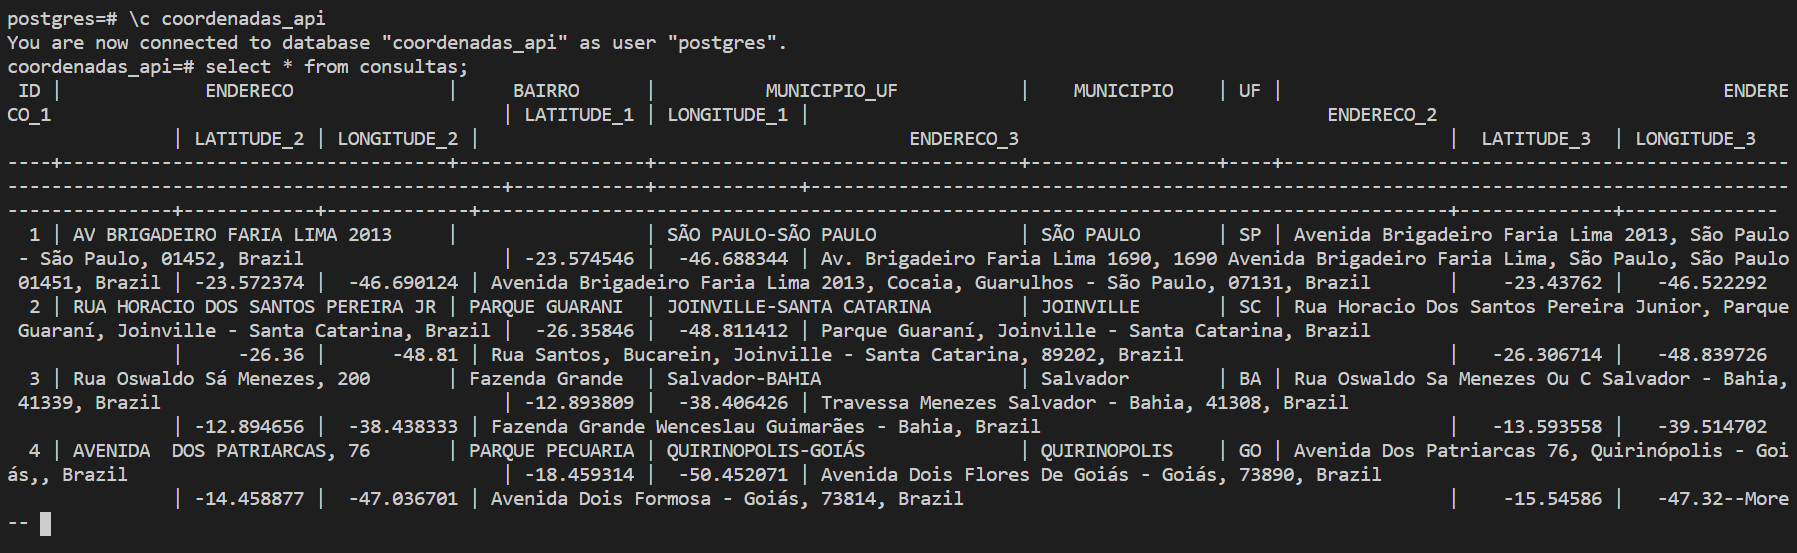 postgres=# \c coordenadas_api
You are now connected to database "coordenadas_api" as user "postgres".
coordenadas_api=# select * from consultas;
 ID |             ENDERECO              |     BAIRRO      |          MUNICIPIO_UF            |    MUNICIPIO     | UF |                                         ENDERE
CO_1                                          | LATITUDE_1 | LONGITUDE_1 |                                                ENDERECO_2
               | LATITUDE_2 | LONGITUDE_2 |                                        ENDERECO_3                                        |  LATITUDE_3  | LONGITUDE_3
----+-----------------------------------+-----------------+----------------------------------+------------------+----+-----------------------------------------------
----------------------------------------------+------------+-------------+------------------------------------------------------------------------------------------
---------------+------------+-------------+-----------------------------------------------------------------------------------------+--------------+--------------
  1 | AV BRIGADEIRO FARIA LIMA 2013     |                 | SÃO PAULO-SÃO PAULO              | SÃO PAULO        | SP | Avenida Brigadeiro Faria Lima 2013, São Paulo
 - São Paulo, 01452, Brazil                   | -23.574546 |  -46.688344 | Av. Brigadeiro Faria Lima 1690, 1690 Avenida Brigadeiro Faria Lima, São Paulo, São Paulo
 01451, Brazil | -23.572374 |  -46.690124 | Avenida Brigadeiro Faria Lima 2013, Cocaia, Guarulhos - São Paulo, 07131, Brazil       |    -23.43762 |   -46.522292
  2 | RUA HORACIO DOS SANTOS PEREIRA JR | PARQUE GUARANI  | JOINVILLE-SANTA CATARINA         | JOINVILLE        | SC | Rua Horacio Dos Santos Pereira Junior, Parque
 Guaraní, Joinville - Santa Catarina, Brazil |  -26.35846 |  -48.811412 | Parque Guaraní, Joinville - Santa Catarina, Brazil
               |     -26.36 |      -48.81 | Rua Santos, Bucarein, Joinville - Santa Catarina, 89202, Brazil                        |   -26.306714 |   -48.839726
  3 | Rua Oswaldo Sá Menezes, 200       | Fazenda Grande  | Salvador-BAHIA                   | Salvador         | BA | Rua Oswaldo Sa Menezes Ou C Salvador - Bahia,
 41339, Brazil                                | -12.893809 |  -38.406426 | Travessa Menezes Salvador - Bahia, 41308, Brazil
               | -12.894656 |  -38.438333 | Fazenda Grande Wenceslau Guimarães - Bahia, Brazil                                     |   -13.593558 |   -39.514702
  4 | AVENIDA  DOS PATRIARCAS, 76       | PARQUE PECUARIA | QUIRINOPOLIS-GOIÁS               | QUIRINOPOLIS     | GO | Avenida Dos Patriarcas 76, Quirinópolis - Goi
ás,, Brazil                                   | -18.459314 |  -50.452071 | Avenida Dois Flores De Goiás - Goiás, 73890, Brazil
               | -14.458877 |  -47.036701 | Avenida Dois Formosa - Goiás, 73814, Brazil                                            |    -15.54586 |   -47.32--More
--